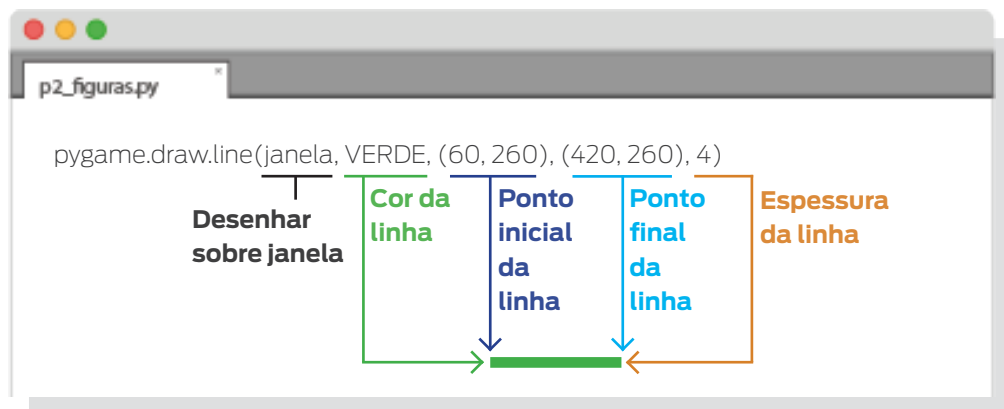 p2_figuras.py ×
pygame.draw.line(janela, VERDE, (60, 260), (420, 260), 4)
Desenhar
sobre janela
Cor da
linha
Ponto
inicial
da
linha
Ponto
final
da
linha
Espessura
da linha